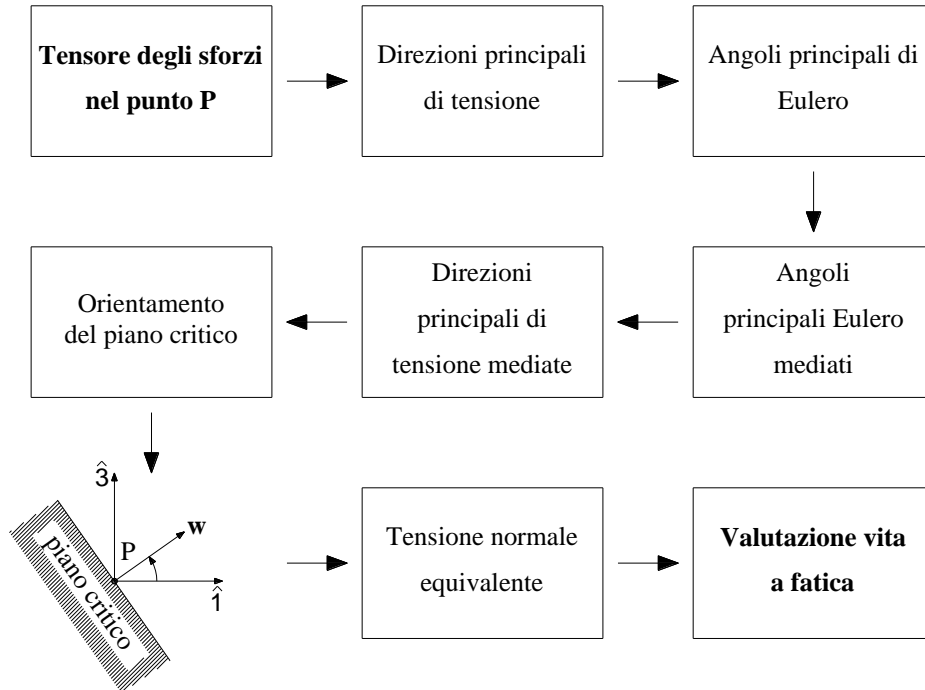 Tensore degli sforzi
nel punto P
Direzioni principali
di tensione
Angoli principali di
Eulero
Angoli
principali Eulero
mediati
Direzioni
principali di
tensione mediate
Orientamento
del piano critico
3̂
w
P
1̂
piano critico
Tensione normale
equivalente
Valutazione vita
a fatica